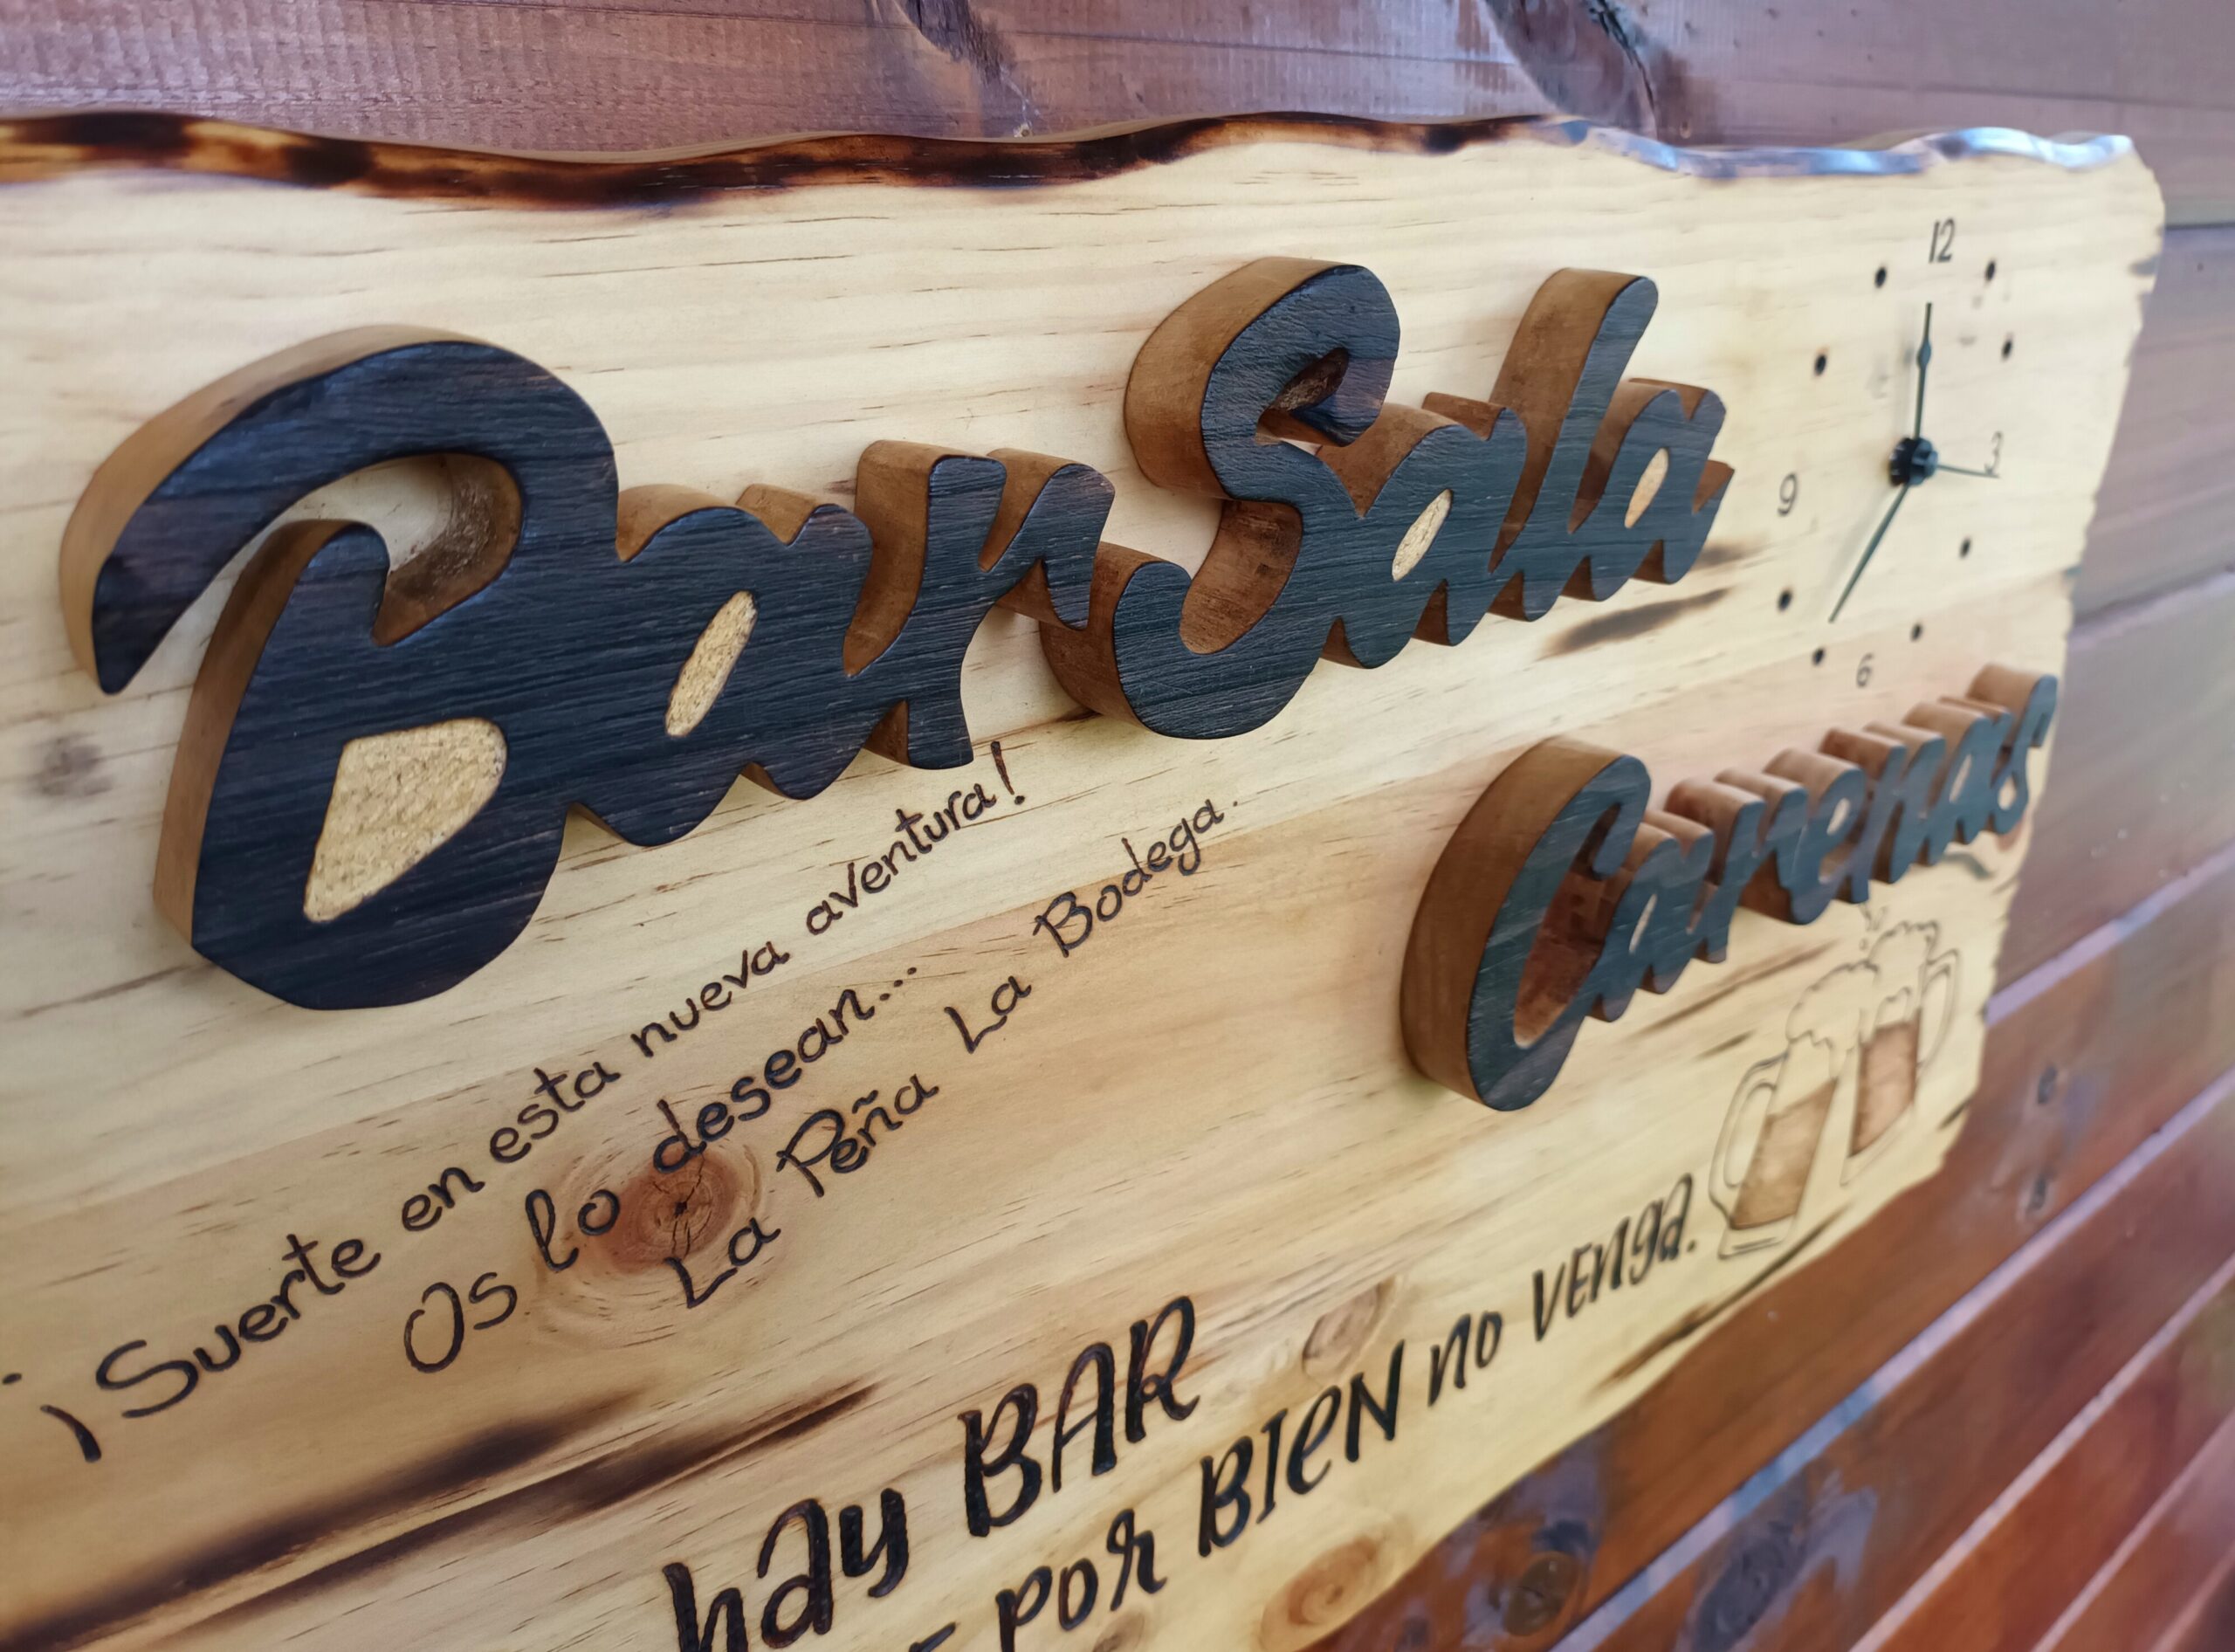 Bar Sala
12
3
6
9
Carenas
¡Suerte en esta nueva aventura!
Os lo desean...
La Peña La Bodega.
hay BAR
por BIEN no VENGA.